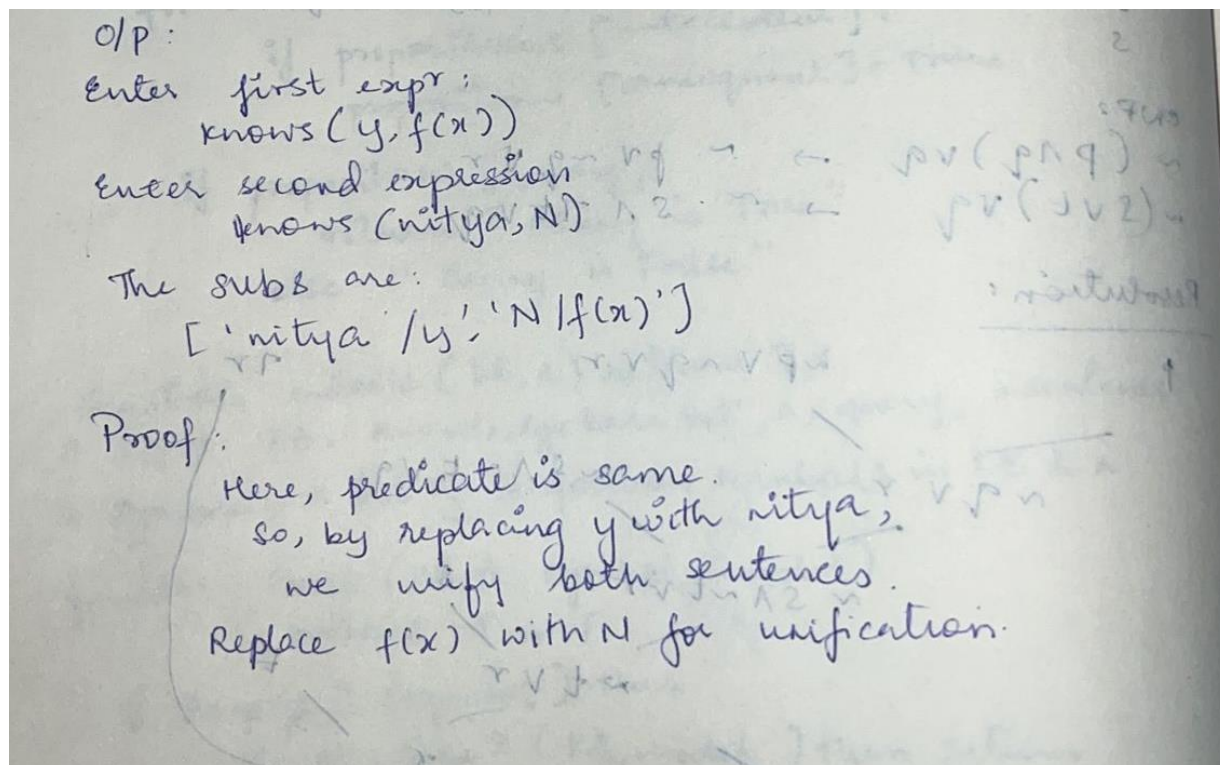 O/P :
Enter first expr :
knows (y, f(x))
Enter second expression
knows (nitya, N)
The subs are :
['nitya /y', 'N /f(x)']
Proof :
Here, predicate is same.
so, by replacing y with nitya,
we unify both sentences.
Replace f(x) with N for unification.